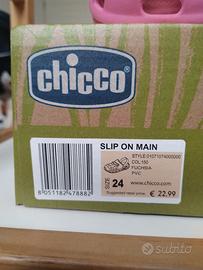 chicco
SLIP ON MAIN
STYLE 01071074000000
COL 150
FUCHSIA
PVC
SIZE 24
www.chicco.com
Suggested retail price € 22,99
8 051182 478882
subito